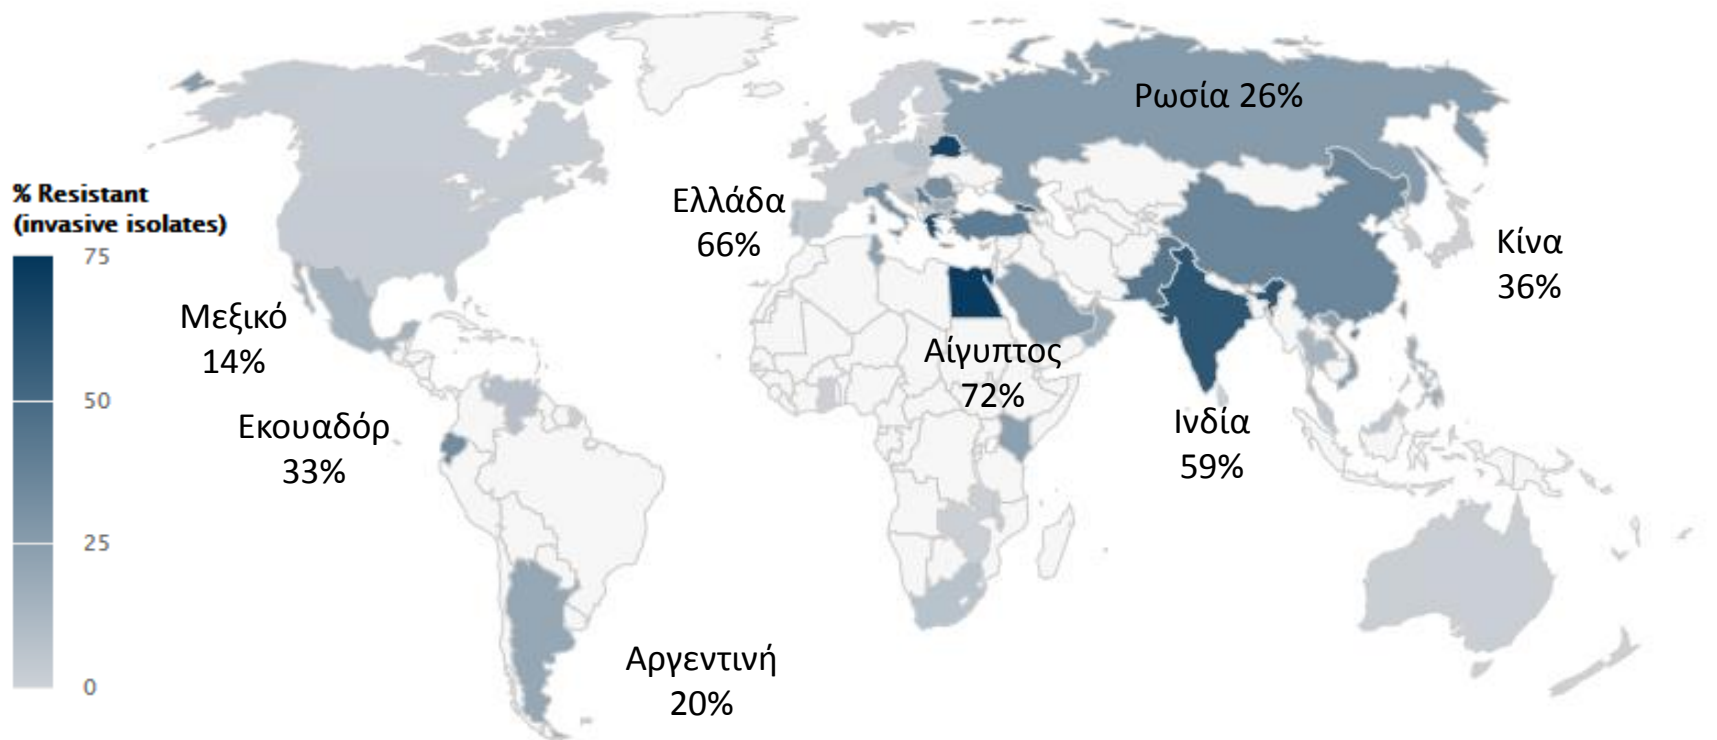 Ρωσία 26%
% Resistant
(invasive isolates)
75
50
25
0
Ελλάδα
66%
Κίνα
36%
Μεξικό
14%
Αίγυπτος
72%
Εκουαδόρ
33%
Ινδία
59%
Αργεντινή
20%